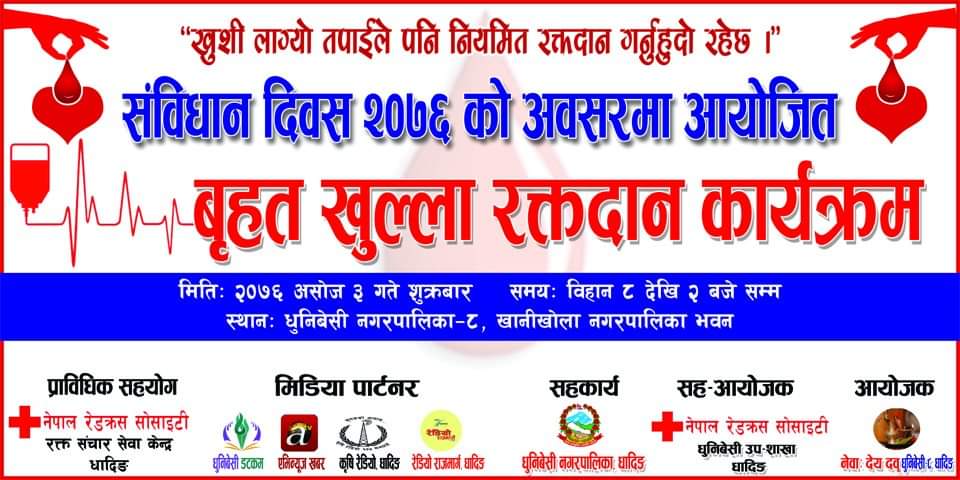 “खुशी लाग्यो तपाईले पनि नियमित रक्तदान गर्नुहुदो रहेछ ।”
संविधान दिवस २०७६ को अवसरमा आयोजित
बृहत खुल्ला रक्तदान कार्यक्रम
मितिः २०७६ असोज ३ गते शुक्रबार समयः विहान ८ देखि २ बजे सम्म
स्थानः धुनिबेसी नगरपालिका-८, खानीखोला नगरपालिका भवन
प्राविधिक सहयोग
नेपाल रेडक्रस सोसाइटी
रक्त संचार सेवा केन्द्र
धादिङ
मिडिया पार्टनर
धुनिबेसी डटकम
a
एनिन्यूज खबर
कृषि रेडियो, धादिङ
रेडियो
रेडियो राजमार्ग, धादिङ
सहकार्य
धुनिबेसी नगरपालिका, धादिङ
सह-आयोजक
नेपाल रेडक्रस सोसाइटी
धुनिबेसी उप-शाखा
धादिङ
आयोजक
नेवाः देय दबू धुनिबेसी ८ धादिङ